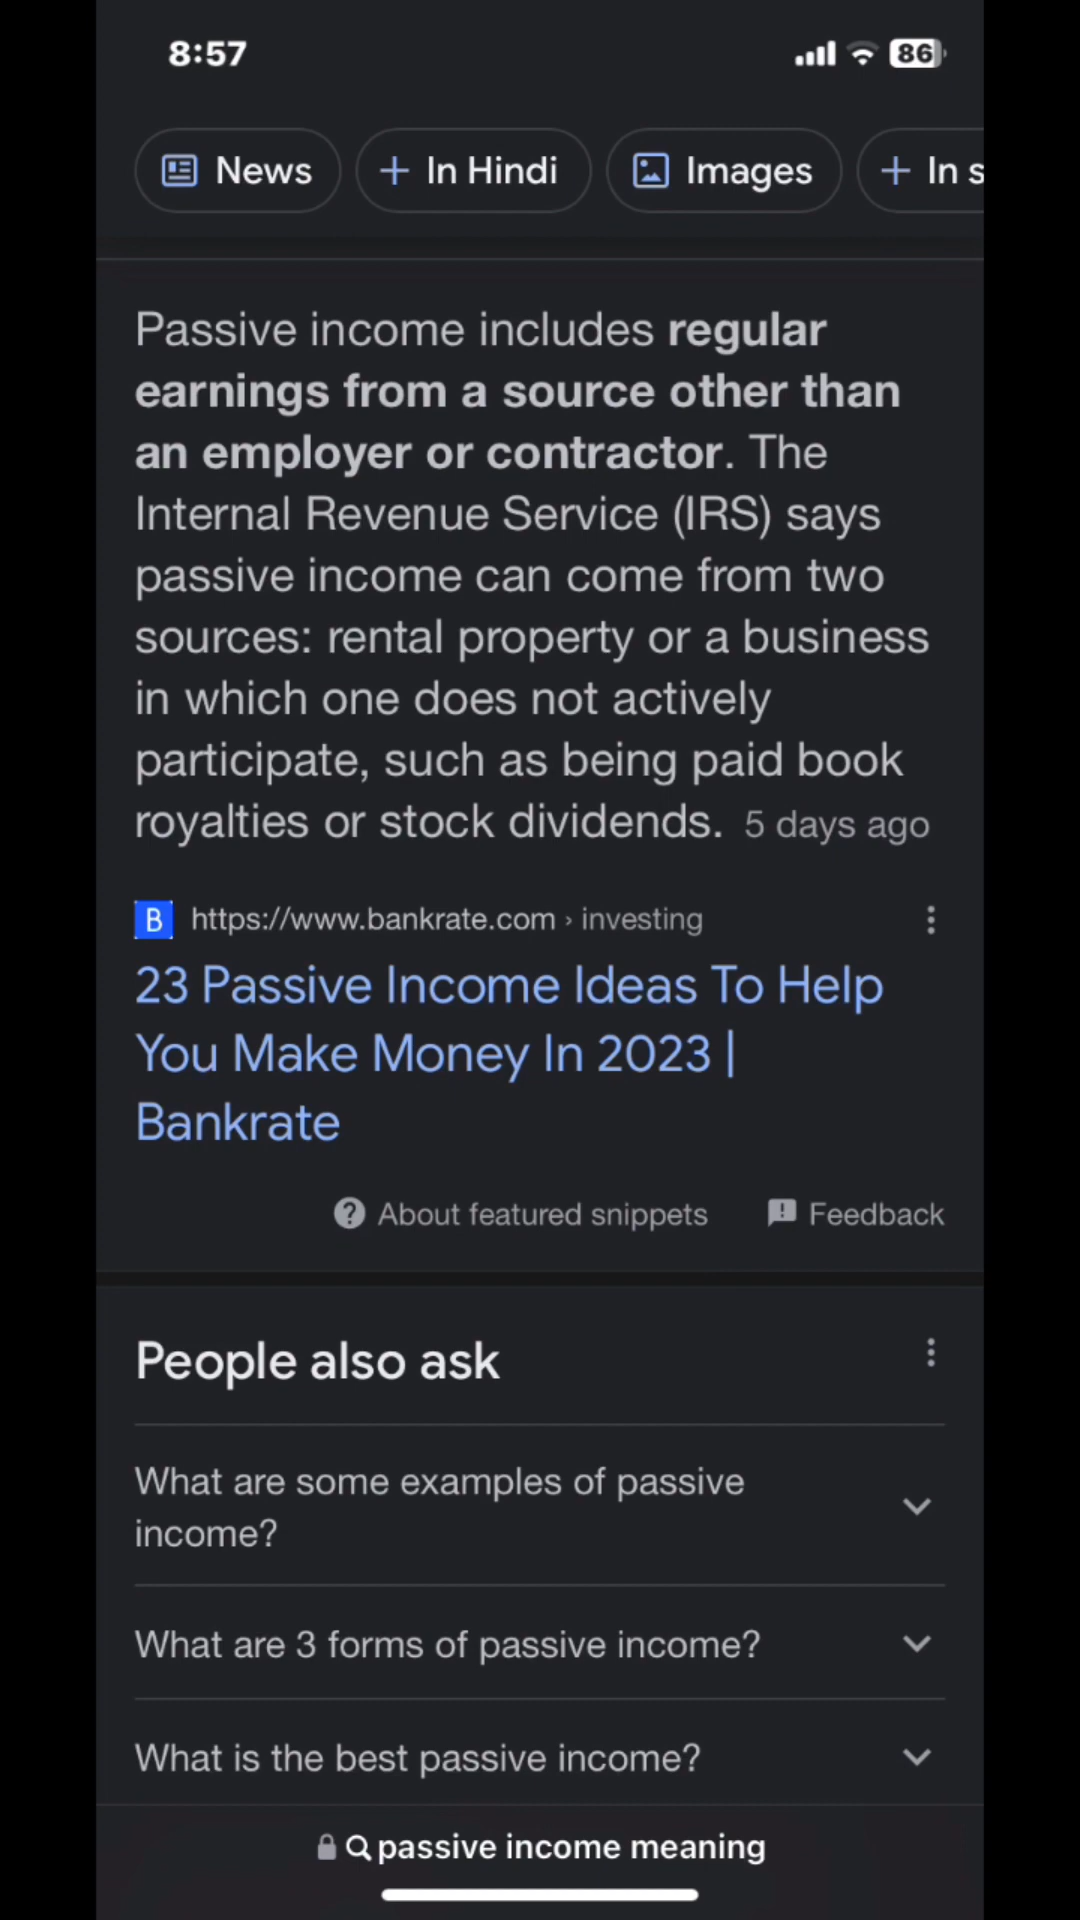 8:57
86
News
In Hindi
Images
In s
Passive income includes regular
earnings from a source other than
an employer or contractor. The
Internal Revenue Service (IRS) says
passive income can come from two
sources: rental property or a business
in which one does not actively
participate, such as being paid book
royalties or stock dividends. 5 days ago
B https://www.bankrate.com › investing
23 Passive Income Ideas To Help
You Make Money In 2023 |
Bankrate
About featured snippets
Feedback
People also ask
What are some examples of passive
income?
What are 3 forms of passive income?
What is the best passive income?
passive income meaning